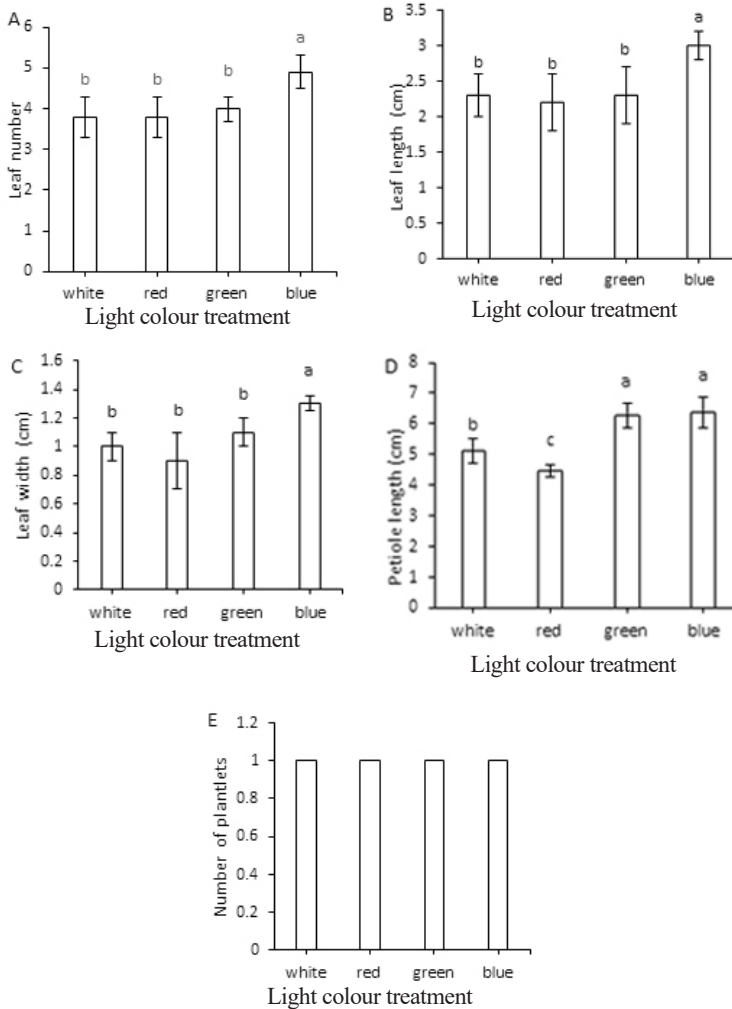 A
6
5
4
3
2
1
0
Leaf number
b
b
b
a
white red green blue
Light colour treatment
B
3.5
3
2.5
2
1.5
1
0.5
0
Leaf length (cm)
b
b
b
a
white red green blue
Light colour treatment
C
1.6
1.4
1.2
1
0.8
0.6
0.4
0.2
0
Leaf width (cm)
b
b
b
a
white red green blue
Light colour treatment
D
8
7
6
5
4
3
2
1
0
Petiole length (cm)
b
c
a
a
white red green blue
Light colour treatment
E
1.2
1
0.8
0.6
0.4
0.2
0
Number of plantlets
white red green blue
Light colour treatment